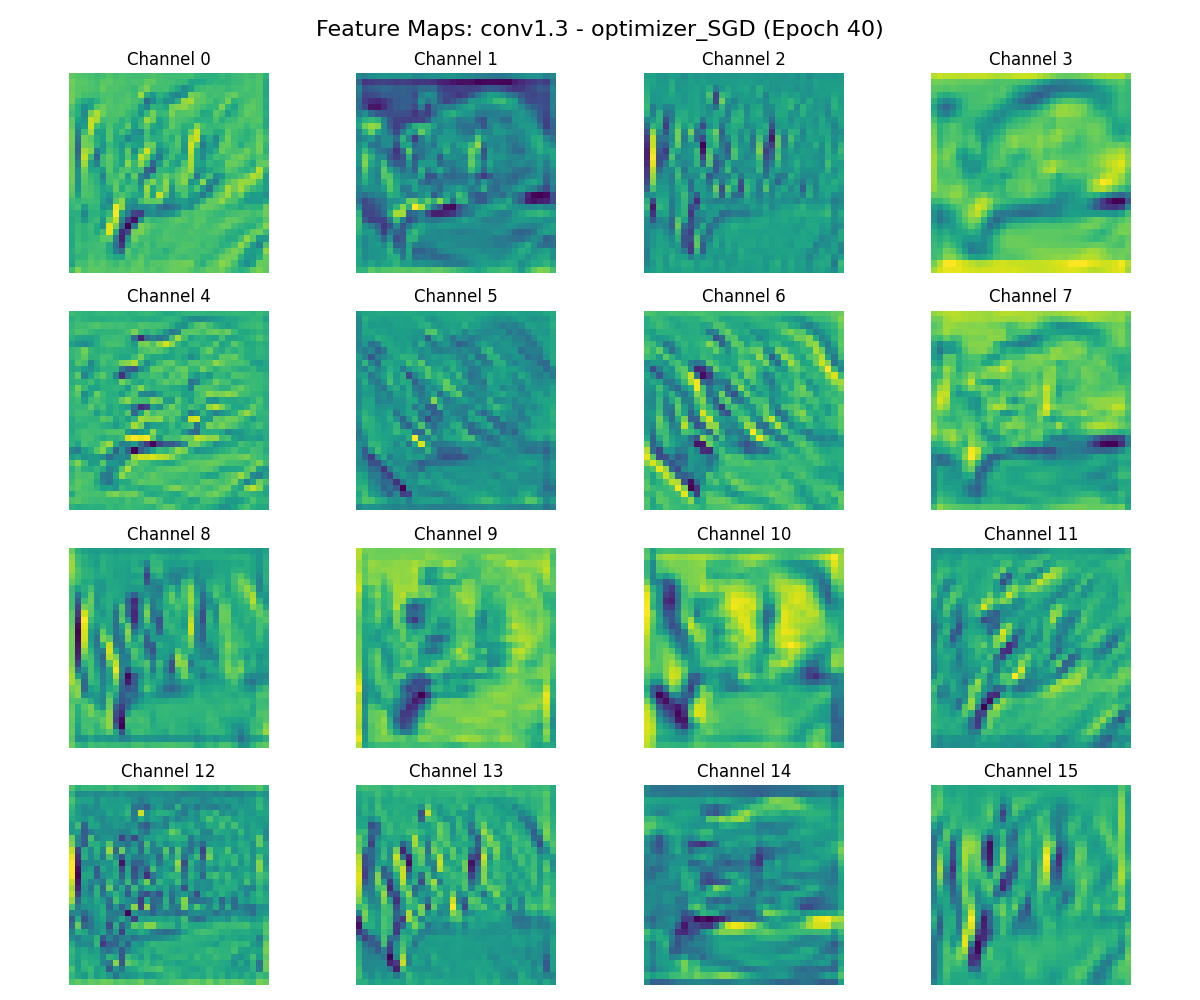 Feature Maps: conv1.3 - optimizer_SGD (Epoch 40)
Channel 0 Channel 1 Channel 2 Channel 3
Channel 4 Channel 5 Channel 6 Channel 7
Channel 8 Channel 9 Channel 10 Channel 11
Channel 12 Channel 13 Channel 14 Channel 15